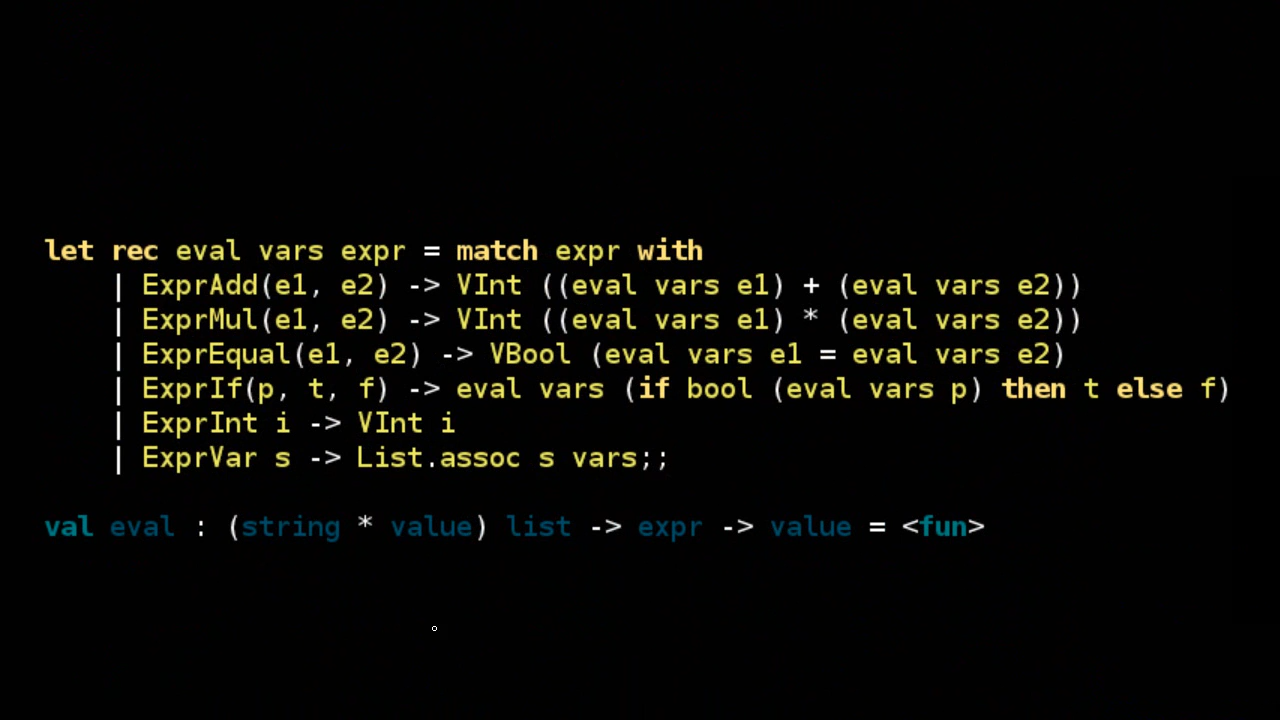 let rec eval vars expr = match expr with
| ExprAdd(e1, e2) -> VInt ((eval vars e1) + (eval vars e2))
| ExprMul(e1, e2) -> VInt ((eval vars e1) * (eval vars e2))
| ExprEqual(e1, e2) -> VBool (eval vars e1 = eval vars e2)
| ExprIf(p, t, f) -> eval vars (if bool (eval vars p) then t else f)
| ExprInt i -> VInt i
| ExprVar s -> List.assoc s vars;;
val eval : (string * value) list -> expr -> value = <fun>